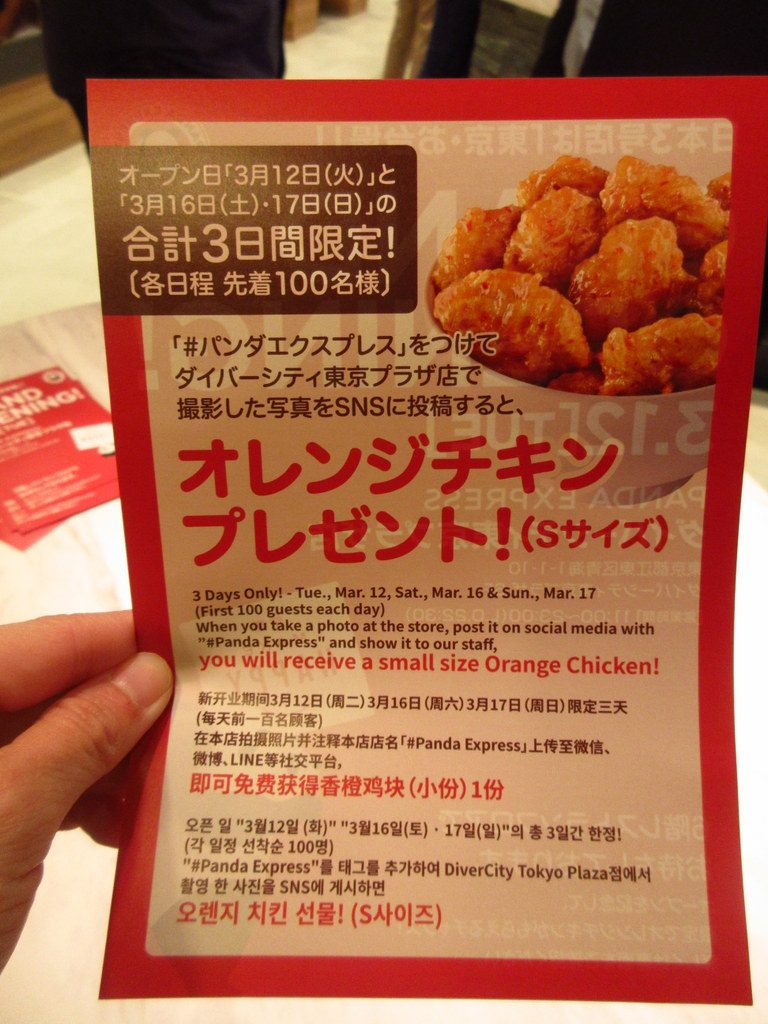 オープン日「3月12日(火)」と
「3月16日(土)・17日(日)」の
合計3日間限定!
〔各日程 先着100名様〕
「#パンダエクスプレス」をつけて
ダイバーシティ東京プラザ店で
撮影した写真をSNSに投稿すると、
オレンジチキン
プレゼント!(Sサイズ)
3 Days Only! - Tue., Mar. 12, Sat., Mar. 16 & Sun., Mar. 17
(First 100 guests each day)
When you take a photo at the store, post it on social media with
"#Panda Express" and show it to our staff,
you will receive a small size Orange Chicken!
新开业期间3月12日(周二)3月16日(周六)3月17日(周日)限定三天
(每天前一百名顾客)
在本店拍摄照片并注释本店店名「#Panda Express」上传至微信、
微博、LINE等社交平台,
即可免费获得香橙鸡块(小份)1份
오픈 일 "3월12일 (화)" "3월16일(토)・17일(일)"의 총 3일간 한정!
(각 일정 선착순 100명)
"#Panda Express"를 태그를 추가하여 DiverCity Tokyo Plaza점에서
촬영 한 사진을 SNS에 게시하면
오렌지 치킨 선물! (S사이즈)